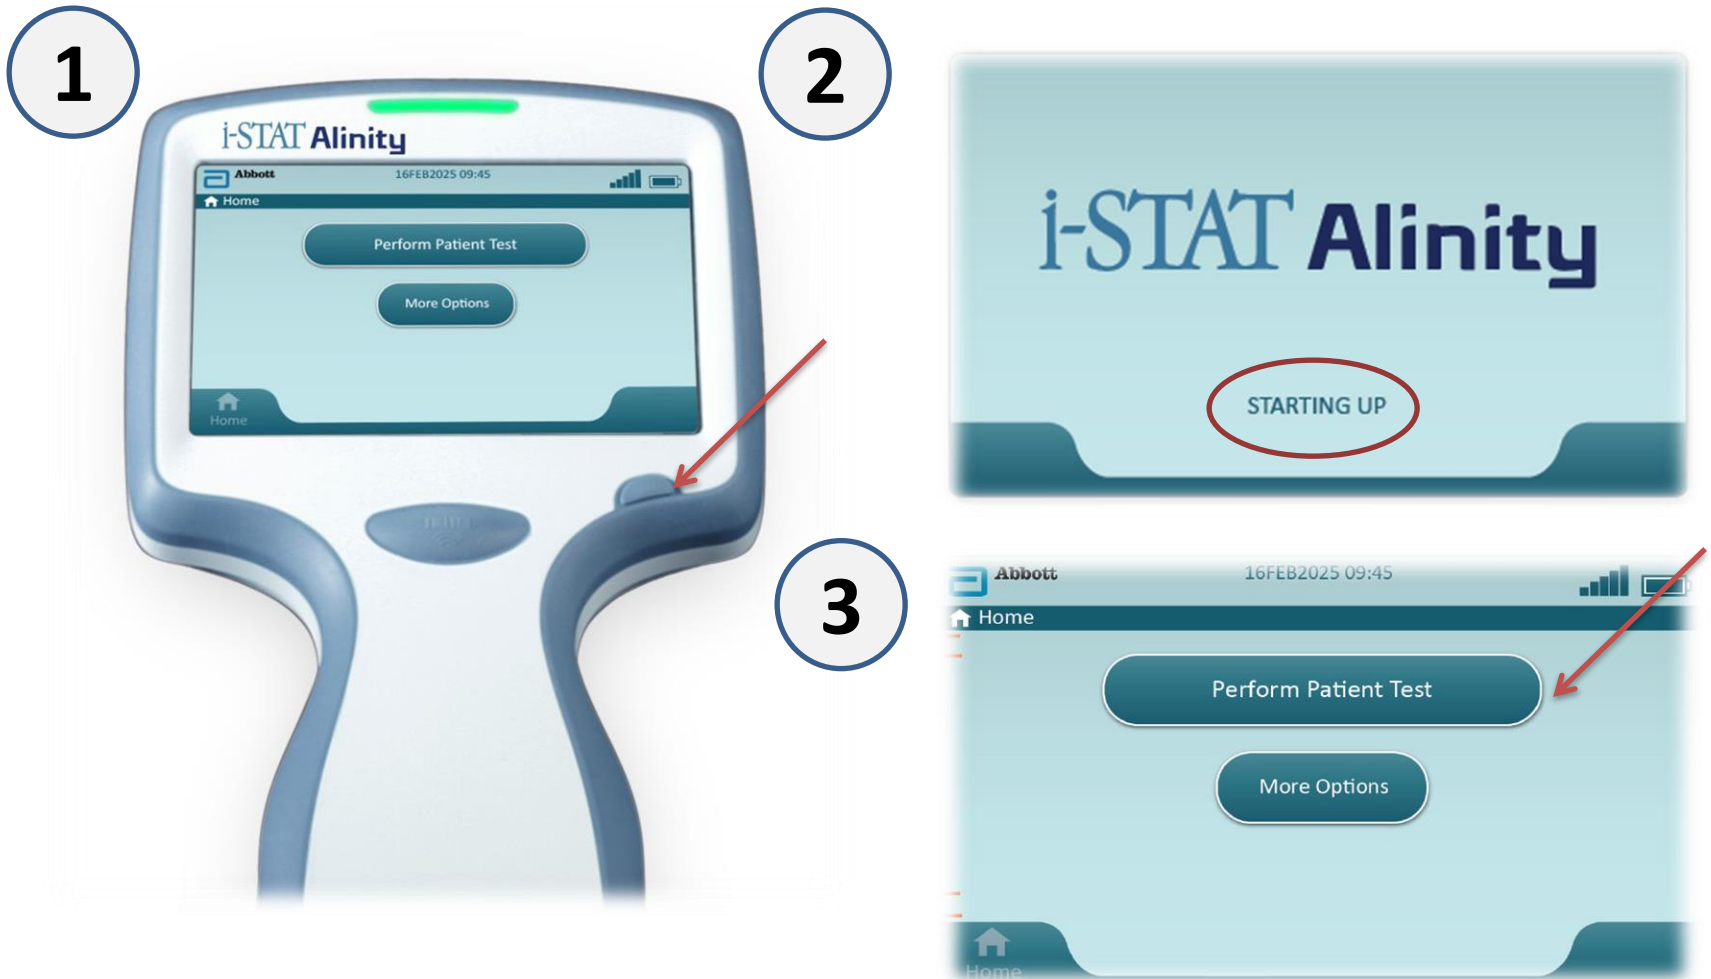 1
i-STAT Alinity
Abbott
16FEB2025 09:45
Home
Perform Patient Test
More Options
Home
2
i-STAT Alinity
STARTING UP
3
Abbott
16FEB2025 09:45
Home
Perform Patient Test
More Options
Home